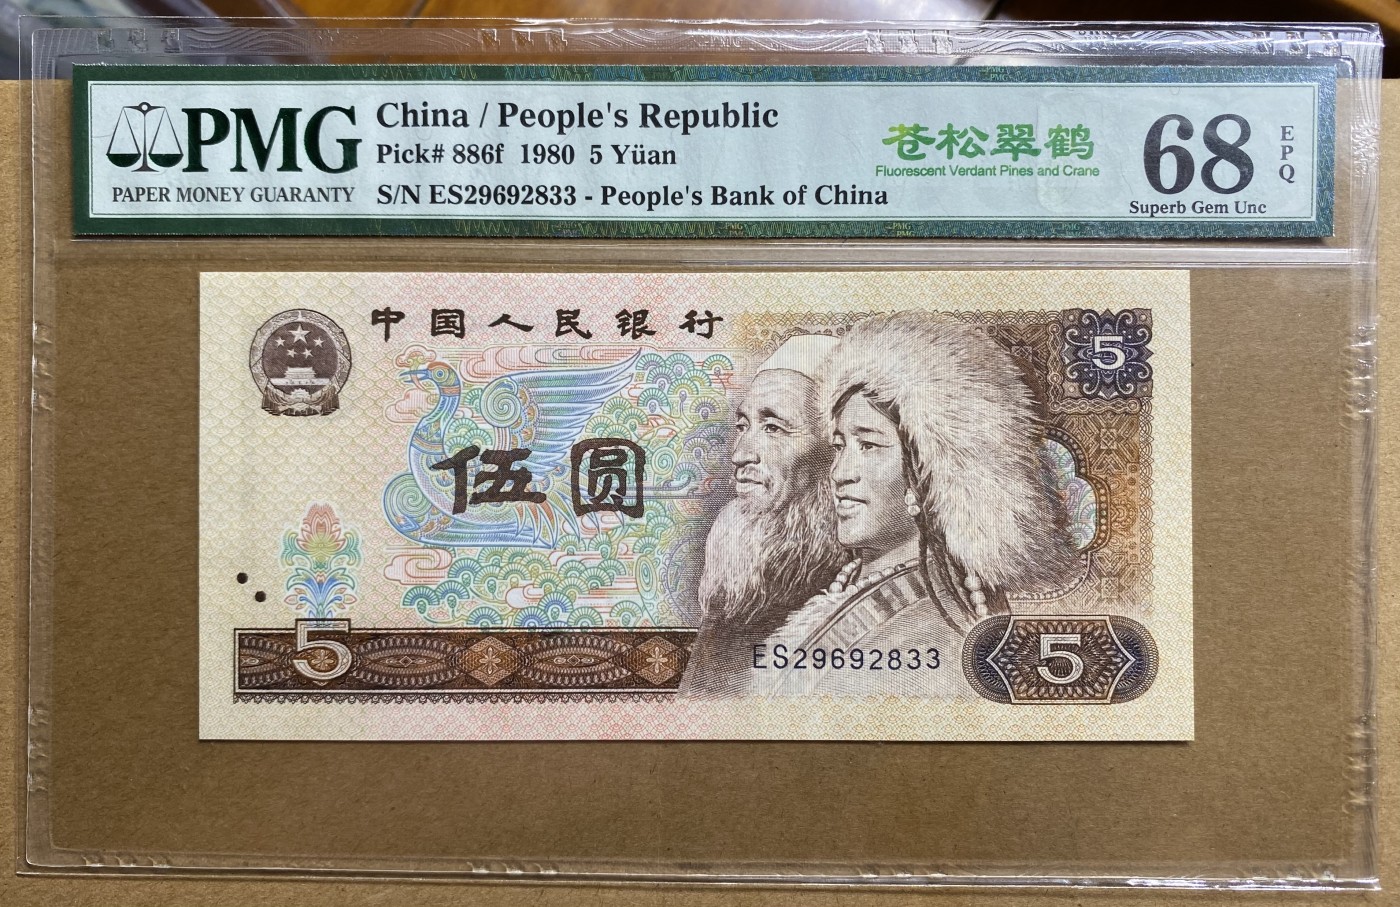 PMG
PAPER MONEY GUARANTY
China / People's Republic
Pick# 886f 1980 5 Yüan
S/N ES29692833 - People's Bank of China
苍松翠鹤
Fluorescent Verdant Pines and Crane
68
EPQ
Superb Gem Unc
中国人民银行
5
伍圆
5
ES29692833
5